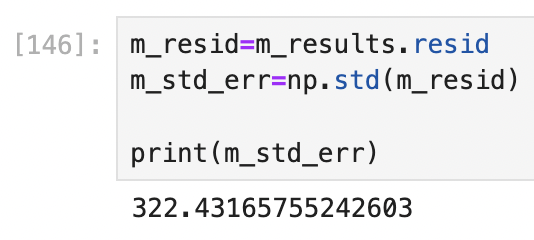 [146]:
m_resid=m_results.resid
m_std_err=np.std(m_resid)
print(m_std_err)
322.43165755242603